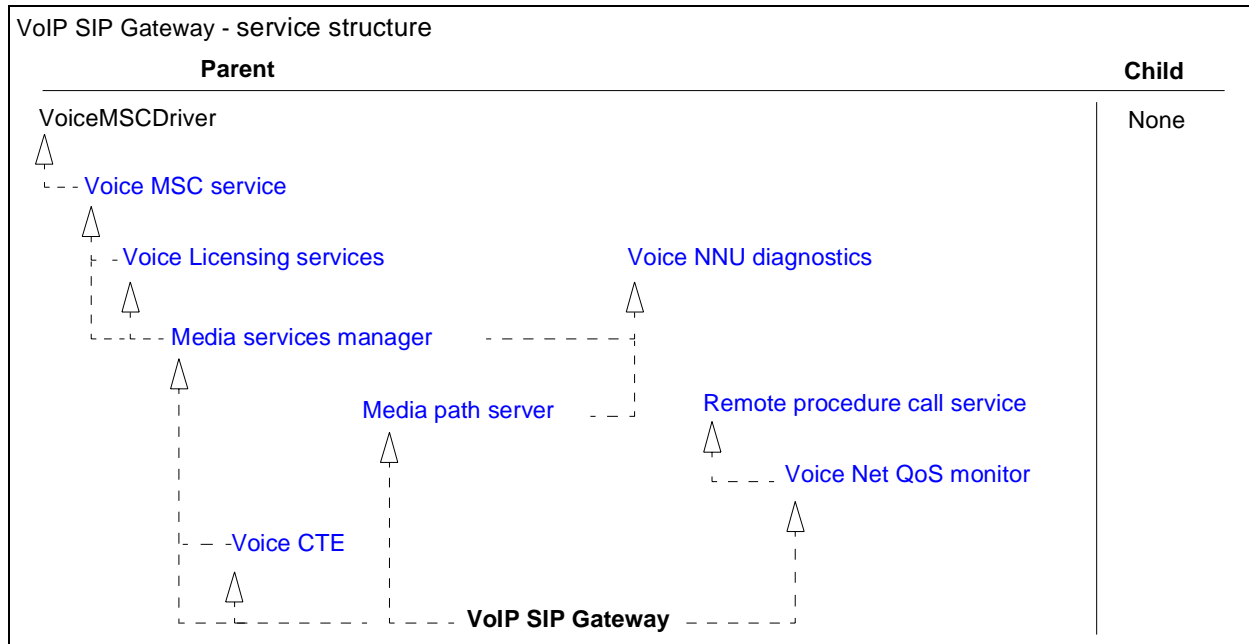 VoIP SIP Gateway - service structure
Parent Child
VoiceMSCDriver None
Voice MSC service
Voice Licensing services Voice NNU diagnostics
Media services manager
Media path server Remote procedure call service
Voice Net QoS monitor
Voice CTE
VoIP SIP Gateway